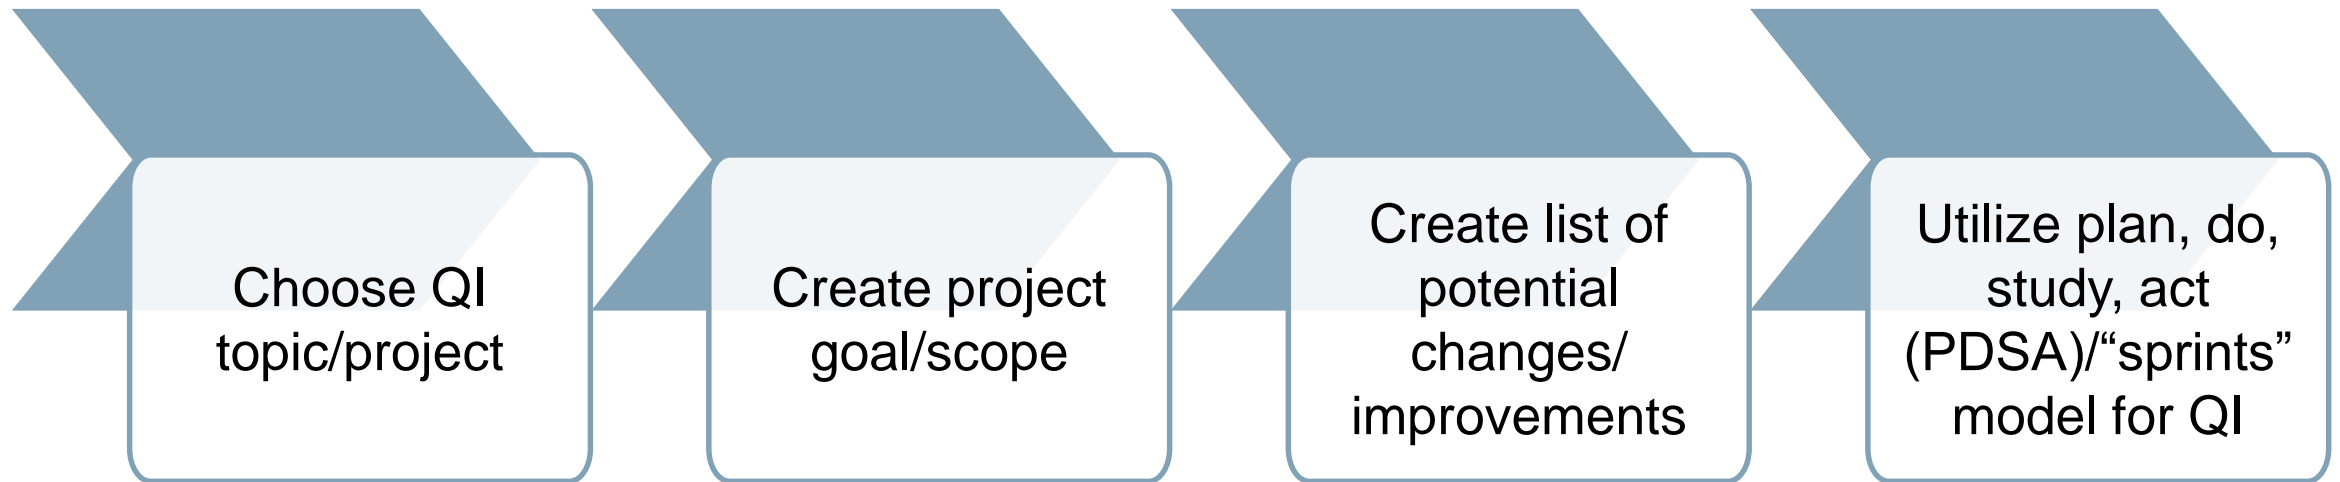 Choose QI
topic/project
Create project
goal/scope
Create list of
potential
changes/
improvements
Utilize plan, do,
study, act
(PDSA)/“sprints”
model for QI